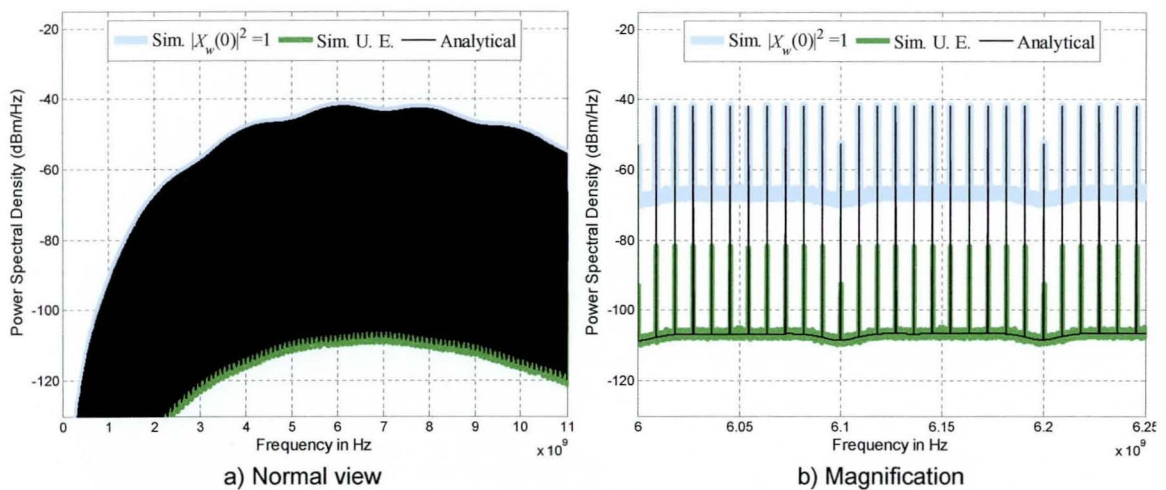 Sim. |X_w(0)|^2 =1 Sim. U. E. Analytical
-20
-40
-60
-80
-100
-120
Power Spectral Density (dBm/Hz)
0 1 2 3 4 5 6 7 8 9 10 11
Frequency in Hz
x 10^9
a) Normal view
Sim. |X_w(0)|^2 =1 Sim. U. E. Analytical
-20
-40
-60
-80
-100
-120
Power Spectral Density (dBm/Hz)
6 6.05 6.1 6.15 6.2 6.25
Frequency in Hz
x 10^9
b) Magnification